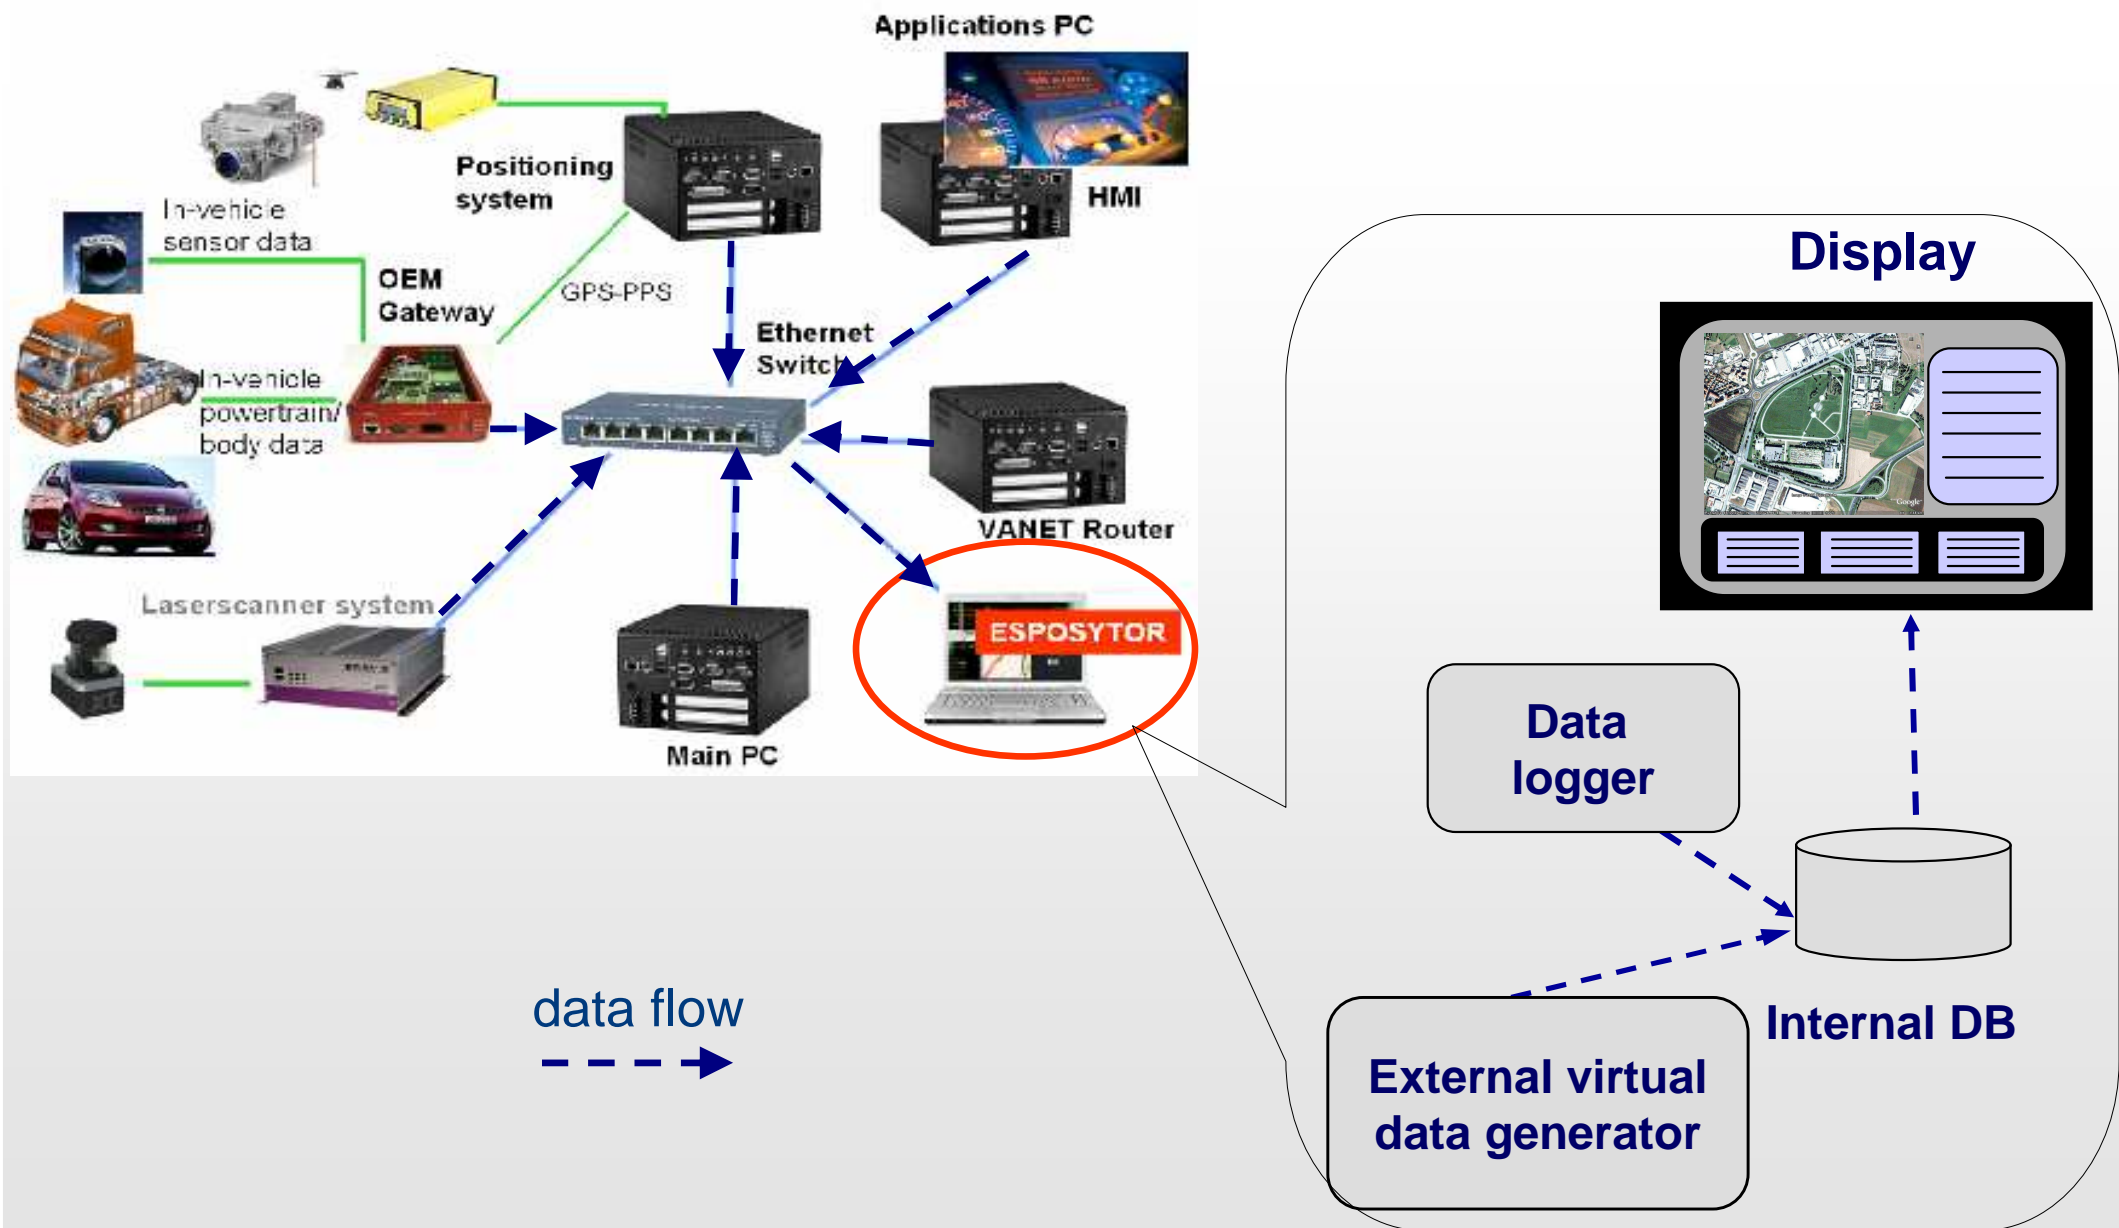 Applications PC
Positioning
system
HMI
In-vehicle
sensor data
OEM
Gateway
GPS-PPS
Ethernet
Switch
In-vehicle
powertrain/
body data
VANET Router
Laserscanner system
ESPOSYTOR
Main PC
Display
Google
Data
logger
Internal DB
External virtual
data generator
data flow